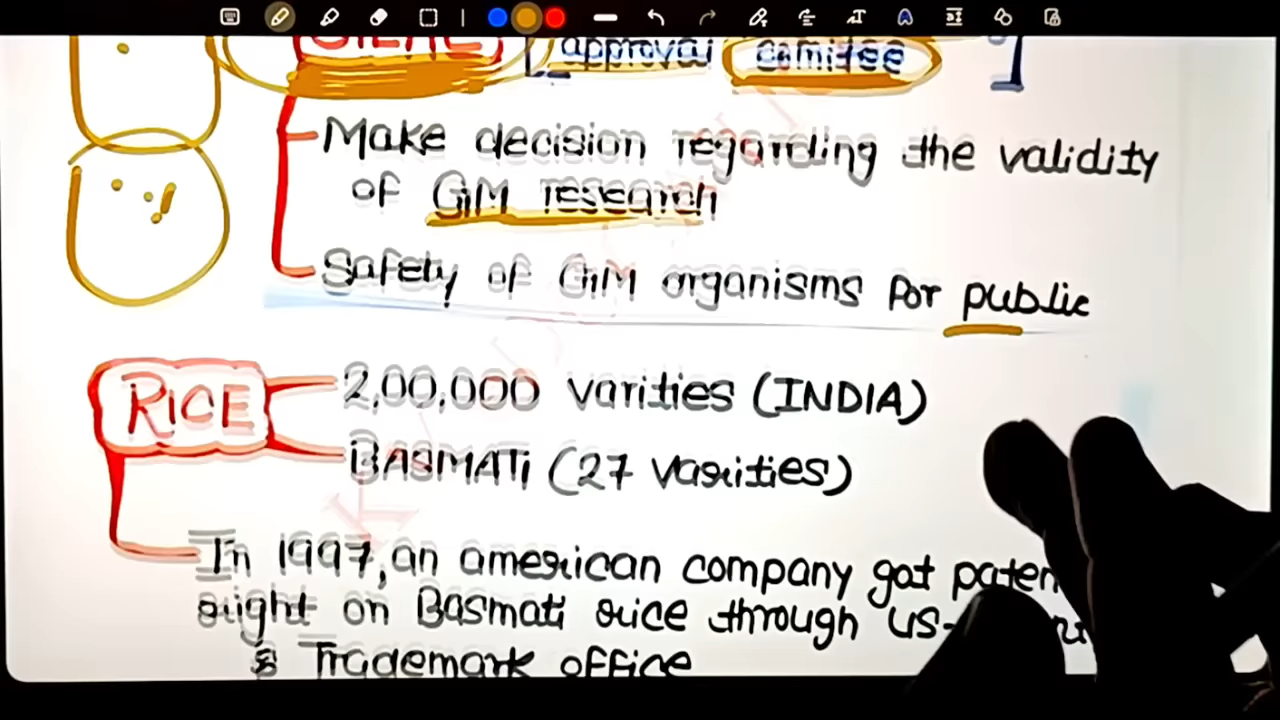 [approval comittee]
Make decision regarding the validity
of GM research
Safety of GM organisms for public
RICE
2,00,000 varities (INDIA)
BASMATi (27 varities)
In 1997, an american company got
right on Basmati rice through US-
& Trademark office